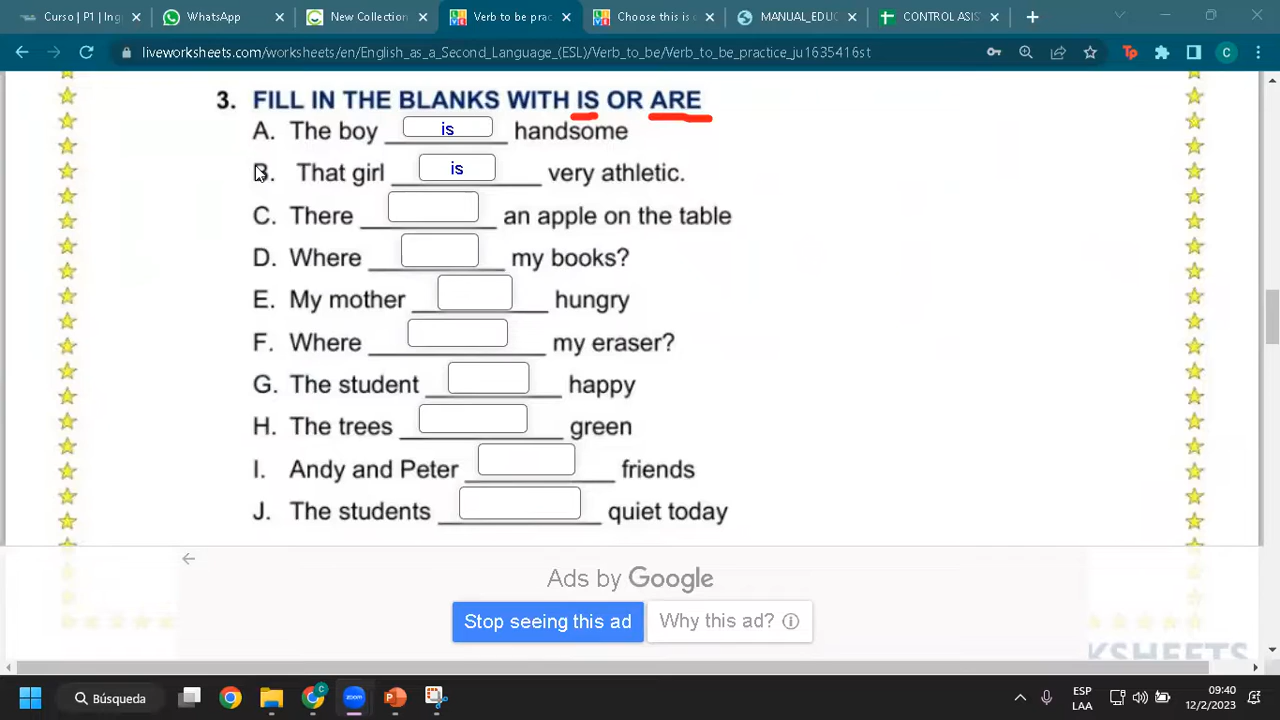 Curso | P1 | Ing
WhatsApp
New Collection
Verb to be prac
Choose this is o
MANUAL_EDUC
CONTROL ASIS
liveworksheets.com/worksheets/en/English_as_a_Second_Language_(ESL)/Verb_to_be/Verb_to_be_practice_ju1635416st
C
3. FILL IN THE BLANKS WITH IS OR ARE
A. The boy is handsome
B. That girl is very athletic.
C. There an apple on the table
D. Where my books?
E. My mother hungry
F. Where my eraser?
G. The student happy
H. The trees green
I. Andy and Peter friends
J. The students quiet today
Ads by Google
Stop seeing this ad
Why this ad?
Búsqueda
zoom
ESP
LAA
09:40
12/2/2023